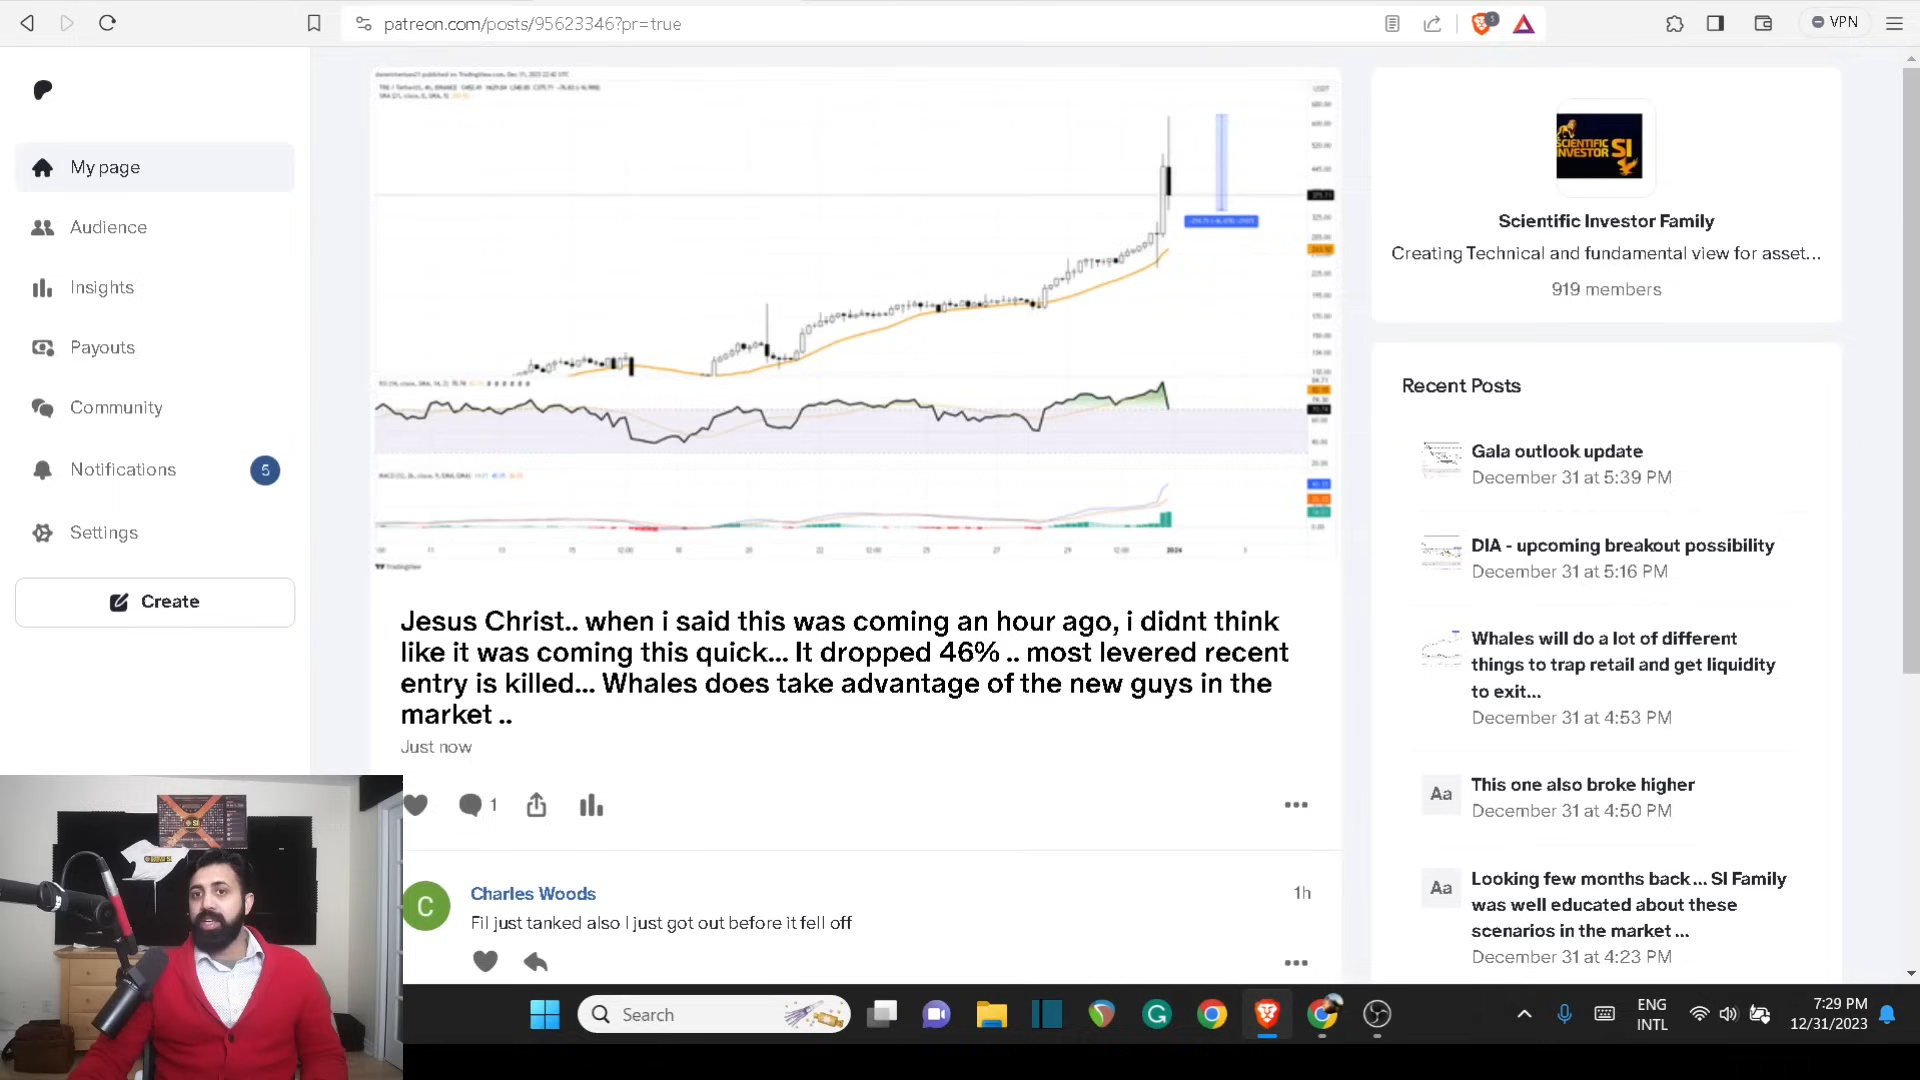 patreon.com/posts/95623346?pr=true
5
VPN
My page
Audience
Insights
Payouts
Community
Notifications
5
Settings
Create
TradingView
Jesus Christ.. when i said this was coming an hour ago, i didnt think
like it was coming this quick... It dropped 46% .. most levered recent
entry is killed... Whales does take advantage of the new guys in the
market ..
Just now
1
C
Charles Woods
1h
Fil just tanked also I just got out before it fell off
SCIENTIFIC
INVESTOR SI
Scientific Investor Family
Creating Technical and fundamental view for asset...
919 members
Recent Posts
Gala outlook update
December 31 at 5:39 PM
DIA - upcoming breakout possibility
December 31 at 5:16 PM
Whales will do a lot of different
things to trap retail and get liquidity
to exit...
December 31 at 4:53 PM
Aa
This one also broke higher
December 31 at 4:50 PM
Aa
Looking few months back... SI Family
was well educated about these
scenarios in the market ...
December 31 at 4:23 PM
Search
ENG
INTL
7:29 PM
12/31/2023